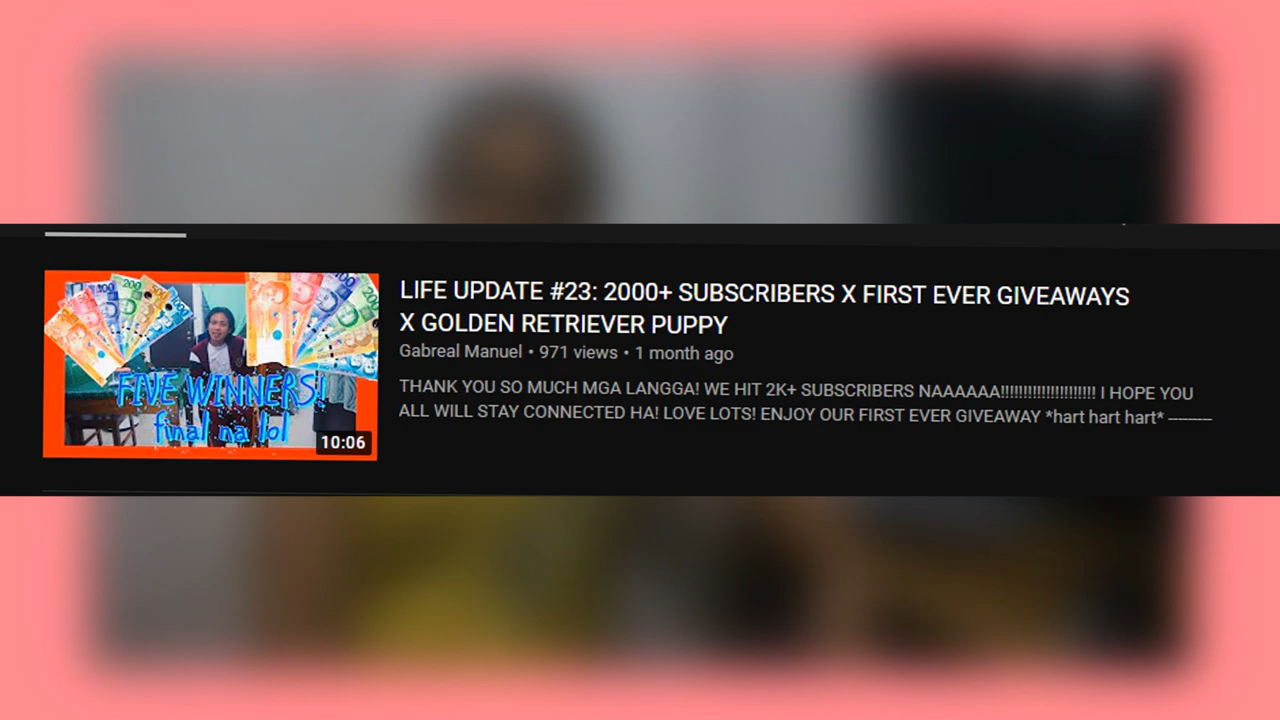 LIFE UPDATE #23: 2000+ SUBSCRIBERS X FIRST EVER GIVEAWAYS
X GOLDEN RETRIEVER PUPPY
Gabreal Manuel • 971 views • 1 month ago
THANK YOU SO MUCH MGA LANGGA! WE HIT 2K+ SUBSCRIBERS NAAAAAA!!!!!!!!!!!!!!!!!!!!!! I HOPE YOU
ALL WILL STAY CONNECTED HA! LOVE LOTS! ENJOY OUR FIRST EVER GIVEAWAY *hart hart hart* ----------
FIVE WINNERS!
final na lol
10:06